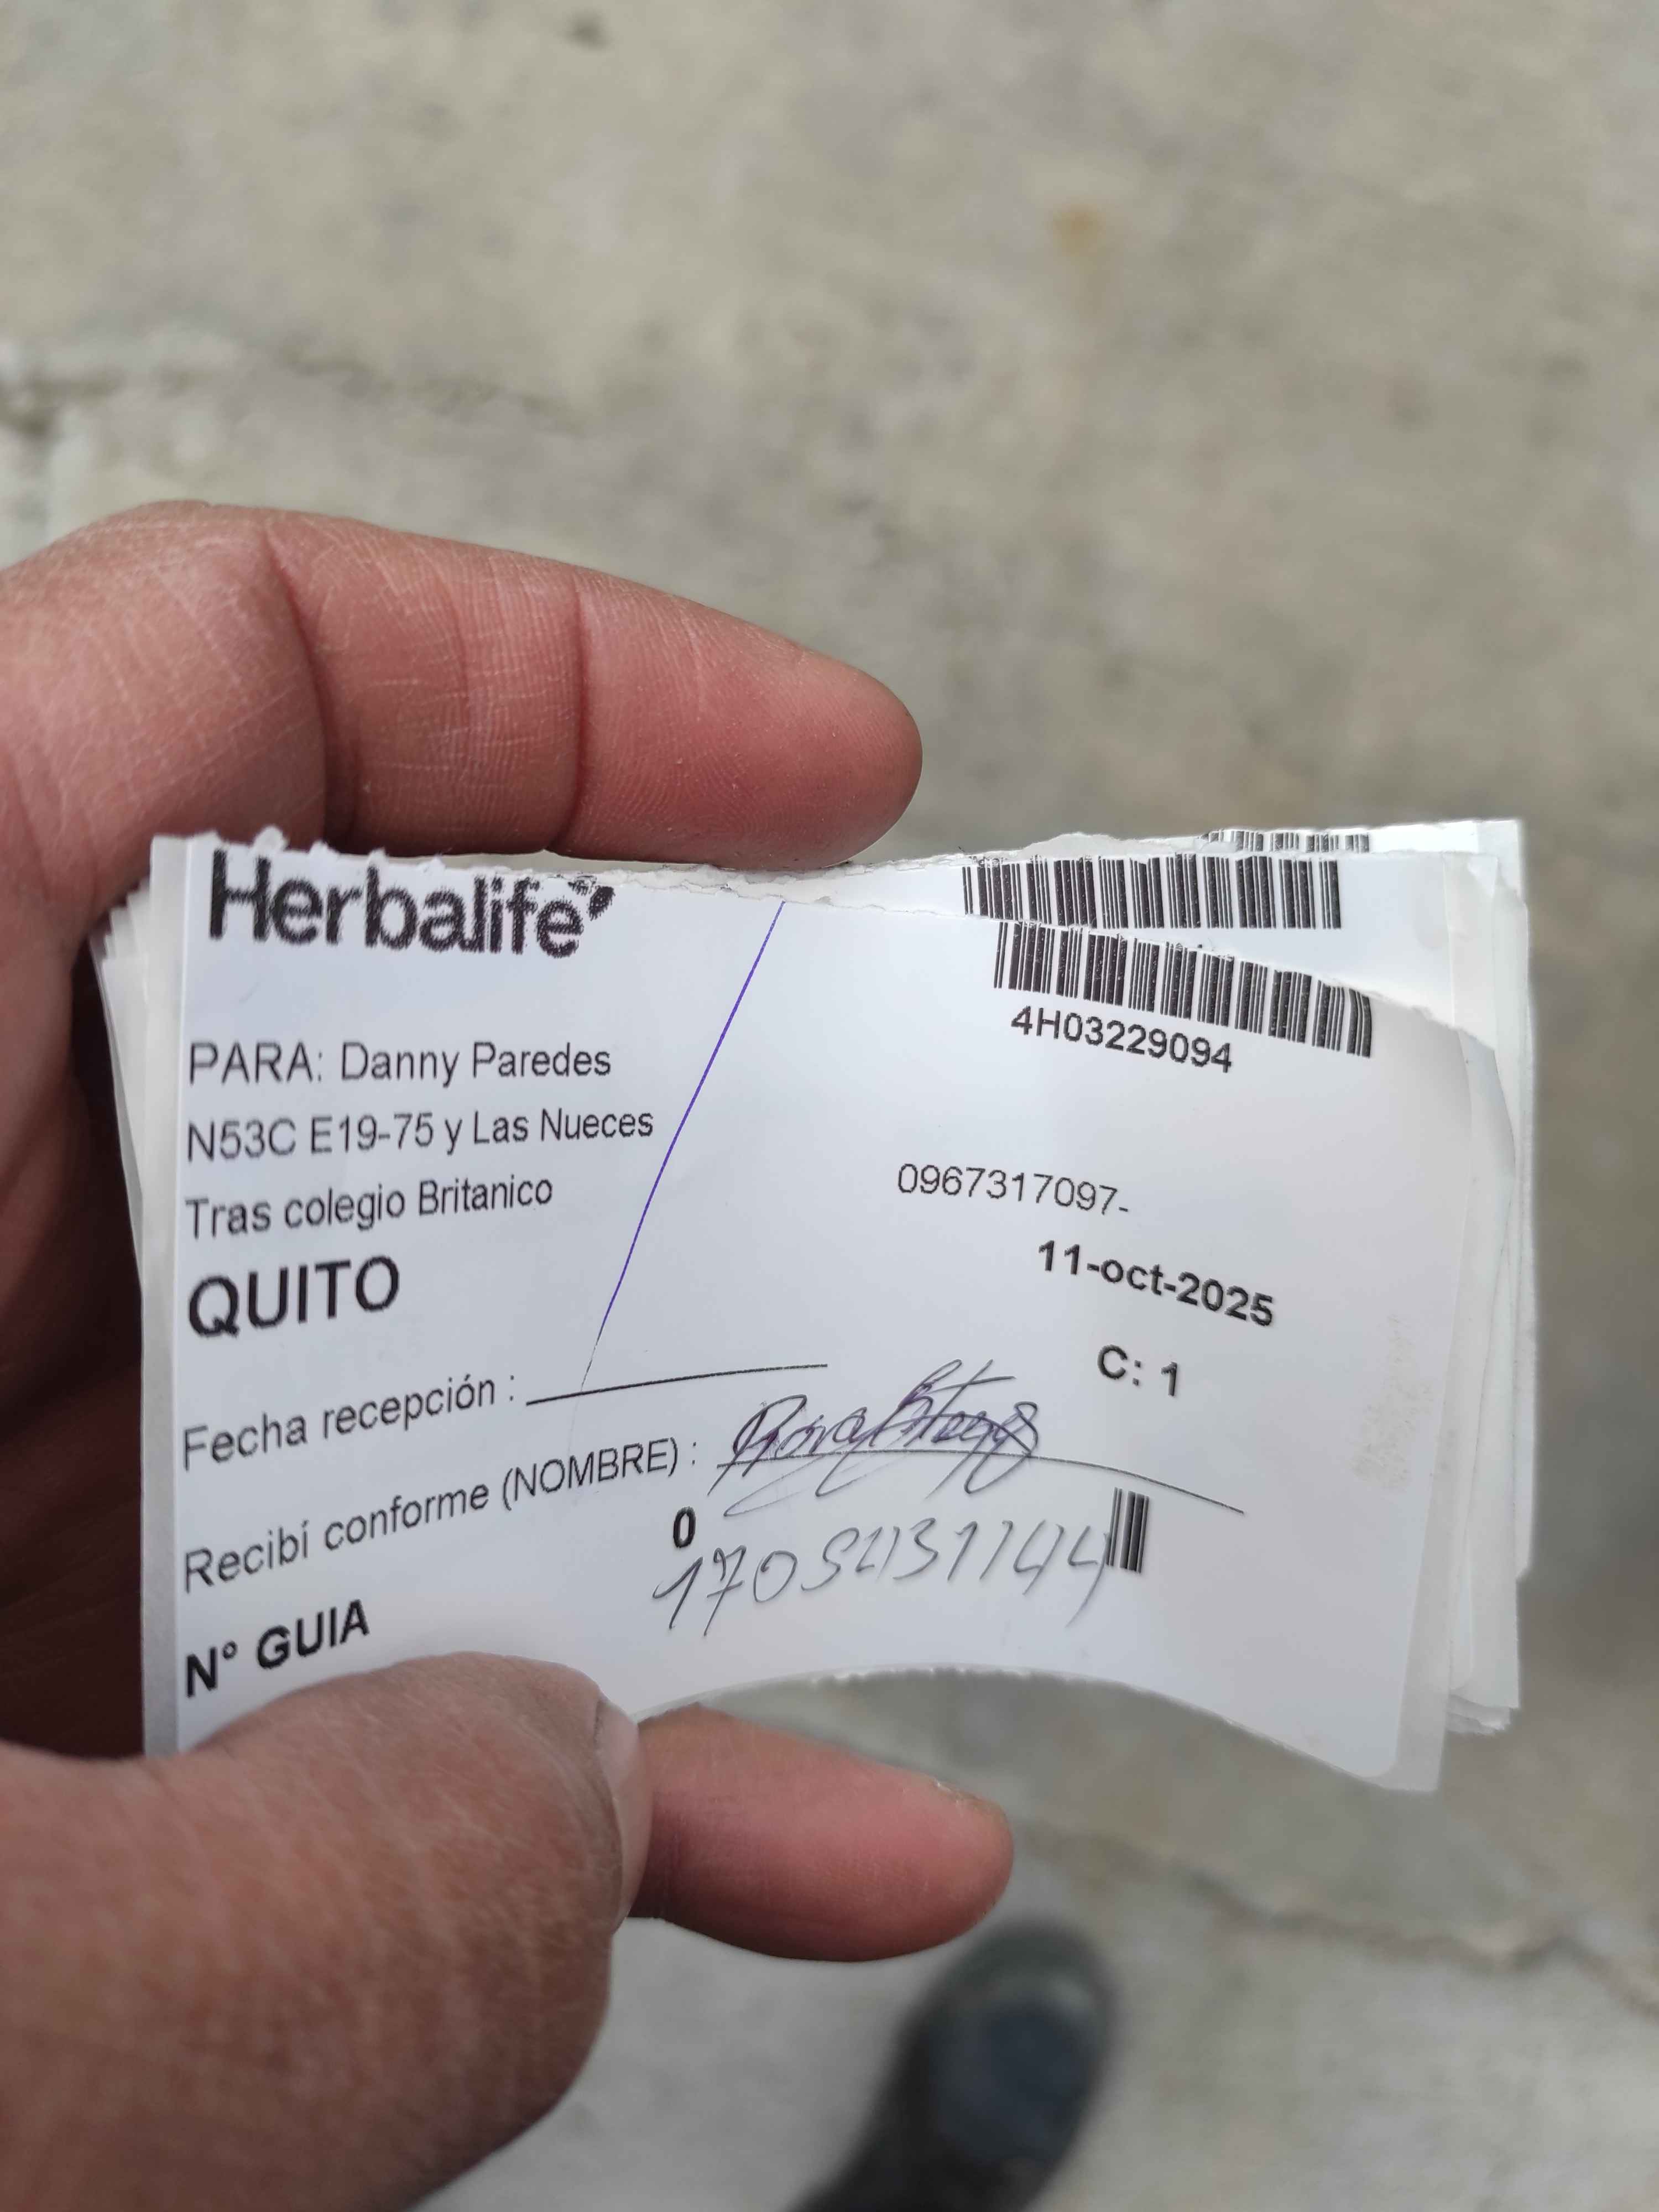 Herbalife
4H03229094
PARA: Danny Paredes
N53C E19-75 y Las Nueces
Tras colegio Britanico
0967317097-
QUITO
11-oct-2025
C: 1
Fecha recepción :
Recibí conforme (NOMBRE) :
0
N° GUIA